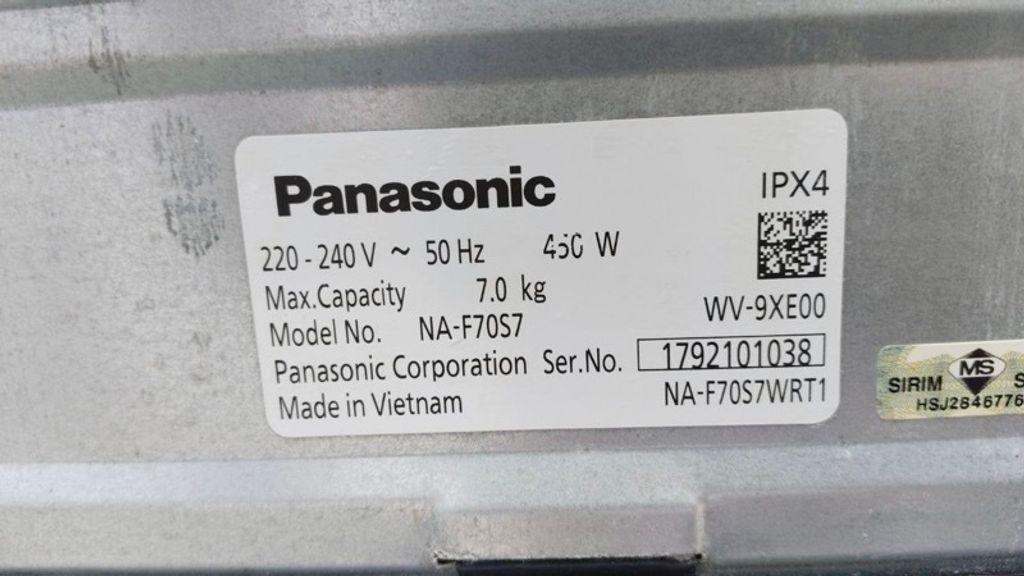 Panasonic
IPX4
220 - 240 V ~ 50 Hz 450 W
Max.Capacity 7.0 kg
WV-9XE00
Model No. NA-F70S7
Panasonic Corporation Ser.No. 1792101038
Made in Vietnam
NA-F70S7WRT1
SIRIM MS S
HSJ2846776